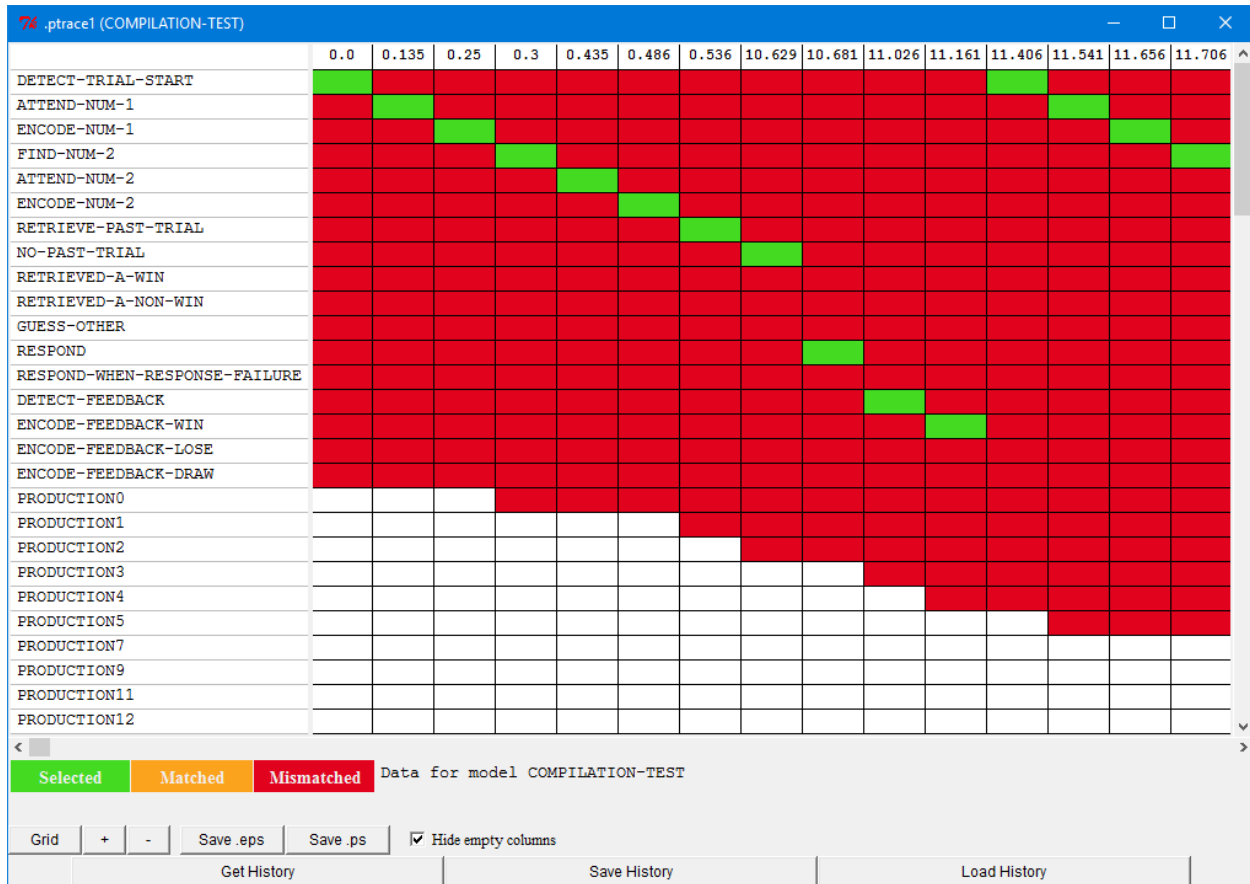 .ptrace1 (COMPILATION-TEST)
0.0 0.135 0.25 0.3 0.435 0.486 0.536 10.629 10.681 11.026 11.161 11.406 11.541 11.656 11.706
DETECT-TRIAL-START
ATTEND-NUM-1
ENCODE-NUM-1
FIND-NUM-2
ATTEND-NUM-2
ENCODE-NUM-2
RETRIEVE-PAST-TRIAL
NO-PAST-TRIAL
RETRIEVED-A-WIN
RETRIEVED-A-NON-WIN
GUESS-OTHER
RESPOND
RESPOND-WHEN-RESPONSE-FAILURE
DETECT-FEEDBACK
ENCODE-FEEDBACK-WIN
ENCODE-FEEDBACK-LOSE
ENCODE-FEEDBACK-DRAW
PRODUCTION0
PRODUCTION1
PRODUCTION2
PRODUCTION3
PRODUCTION4
PRODUCTION5
PRODUCTION7
PRODUCTION9
PRODUCTION11
PRODUCTION12
Selected Matched Mismatched Data for model COMPILATION-TEST
Grid + - Save .eps Save .ps Hide empty columns
Get History Save History Load History